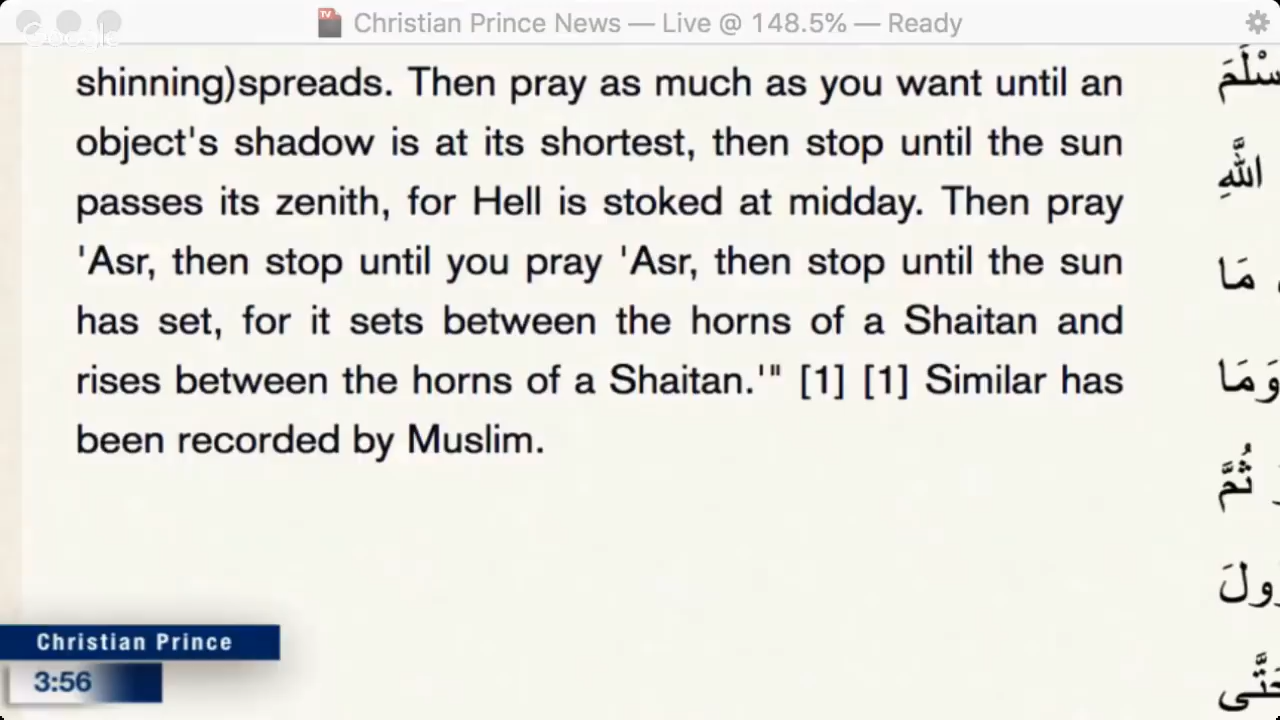 Christian Prince News — Live @ 148.5% — Ready
Google
shinning)spreads. Then pray as much as you want until an
object's shadow is at its shortest, then stop until the sun
passes its zenith, for Hell is stoked at midday. Then pray
'Asr, then stop until you pray 'Asr, then stop until the sun
has set, for it sets between the horns of a Shaitan and
rises between the horns of a Shaitan.'" [1] [1] Similar has
been recorded by Muslim.
اللَّهِ
مَا
وَمَا
ثُمَّ
Christian Prince
3:56